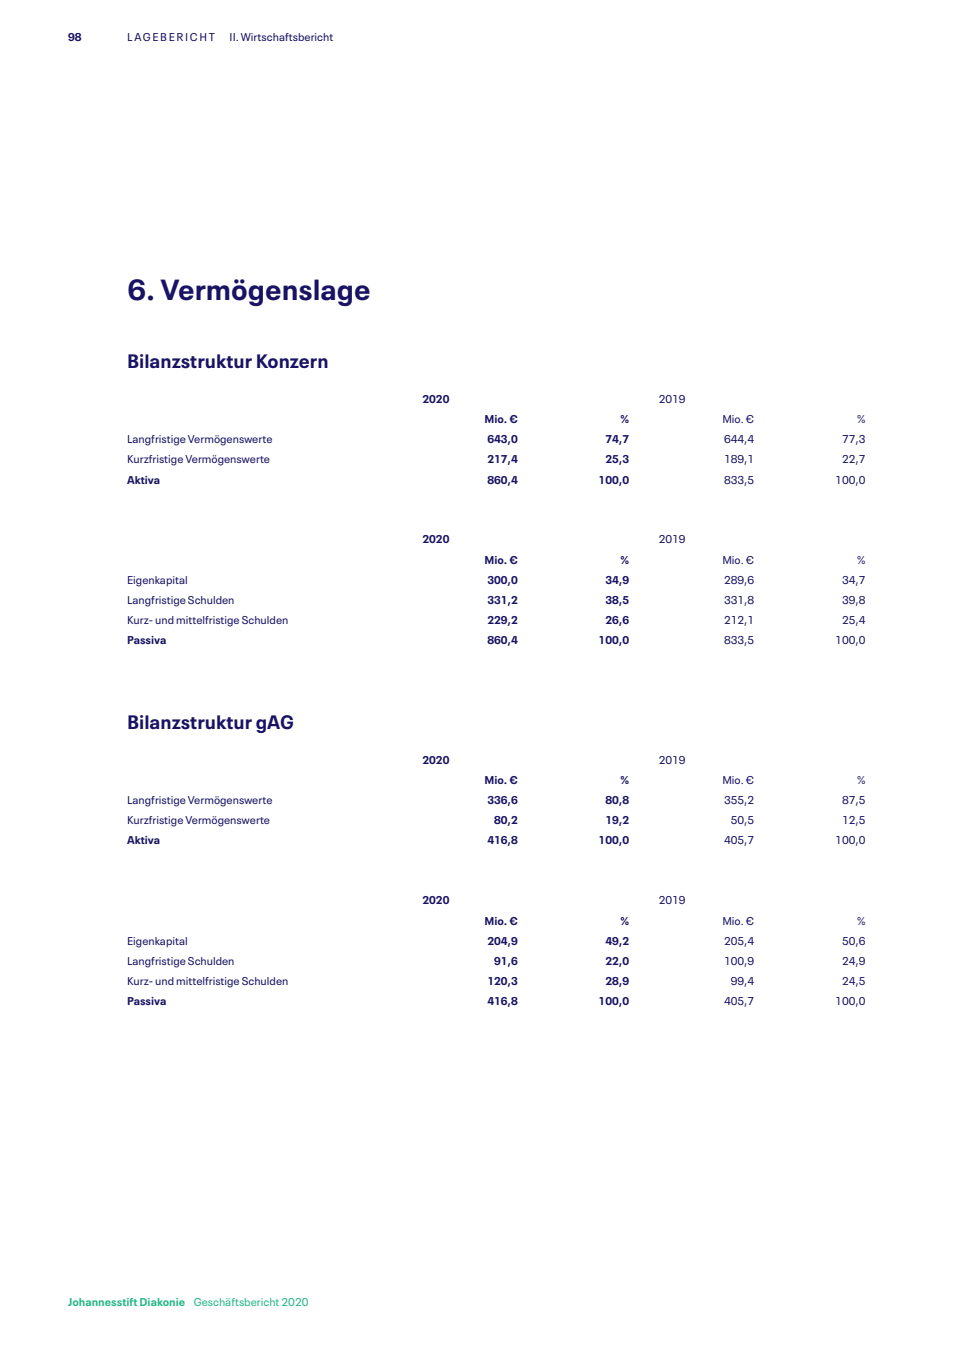 98 LAGEBERICHT II. Wirtschaftsbericht
6. Vermögenslage
Bilanzstruktur Konzern
2020 2019
Mio. € % Mio. € %
Langfristige Vermögenswerte 643,0 74,7 644,4 77,3
Kurzfristige Vermögenswerte 217,4 25,3 189,1 22,7
Aktiva 860,4 100,0 833,5 100,0
2020 2019
Mio. € % Mio. € %
Eigenkapital 300,0 34,9 289,6 34,7
Langfristige Schulden 331,2 38,5 331,8 39,8
Kurz- und mittelfristige Schulden 229,2 26,6 212,1 25,4
Passiva 860,4 100,0 833,5 100,0
Bilanzstruktur gAG
2020 2019
Mio. € % Mio. € %
Langfristige Vermögenswerte 336,6 80,8 355,2 87,5
Kurzfristige Vermögenswerte 80,2 19,2 50,5 12,5
Aktiva 416,8 100,0 405,7 100,0
2020 2019
Mio. € % Mio. € %
Eigenkapital 204,9 49,2 205,4 50,6
Langfristige Schulden 91,6 22,0 100,9 24,9
Kurz- und mittelfristige Schulden 120,3 28,9 99,4 24,5
Passiva 416,8 100,0 405,7 100,0
Johannesstift Diakonie Geschäftsbericht 2020